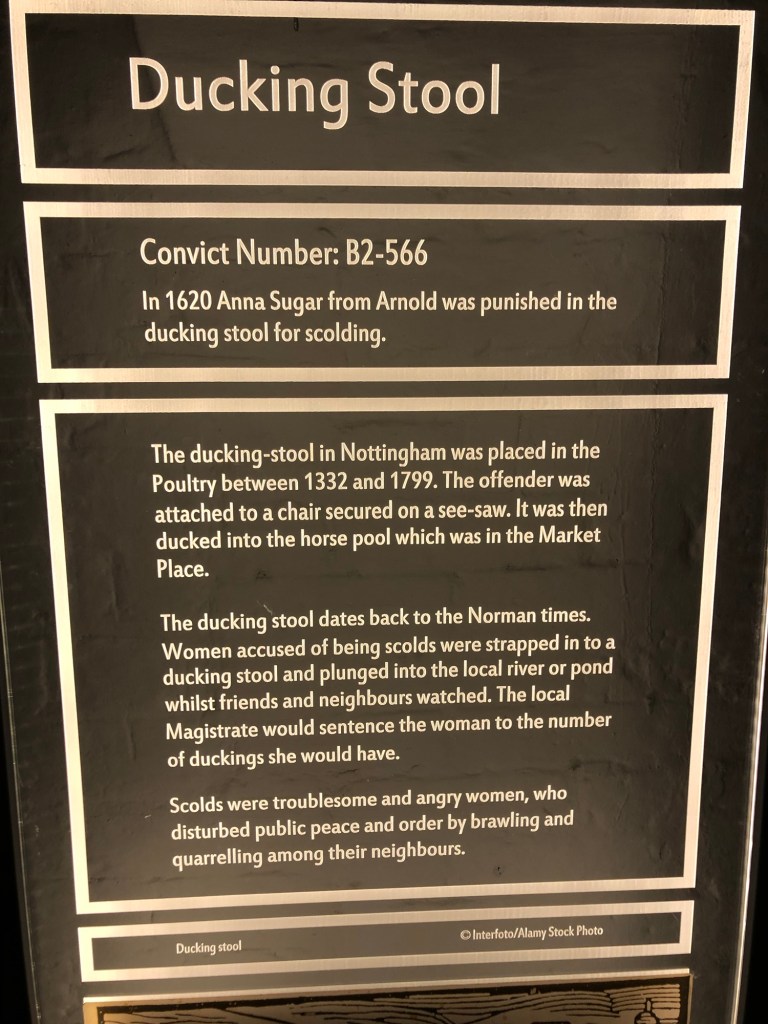 Ducking Stool
Convict Number: B2-566
In 1620 Anna Sugar from Arnold was punished in the
ducking stool for scolding.
The ducking-stool in Nottingham was placed in the
Poultry between 1332 and 1799. The offender was
attached to a chair secured on a see-saw. It was then
ducked into the horse pool which was in the Market
Place.
The ducking stool dates back to the Norman times.
Women accused of being scolds were strapped in to a
ducking stool and plunged into the local river or pond
whilst friends and neighbours watched. The local
Magistrate would sentence the woman to the number
of duckings she would have.
Scolds were troublesome and angry women, who
disturbed public peace and order by brawling and
quarrelling among their neighbours.
Ducking stool
© Interfoto/Alamy Stock Photo